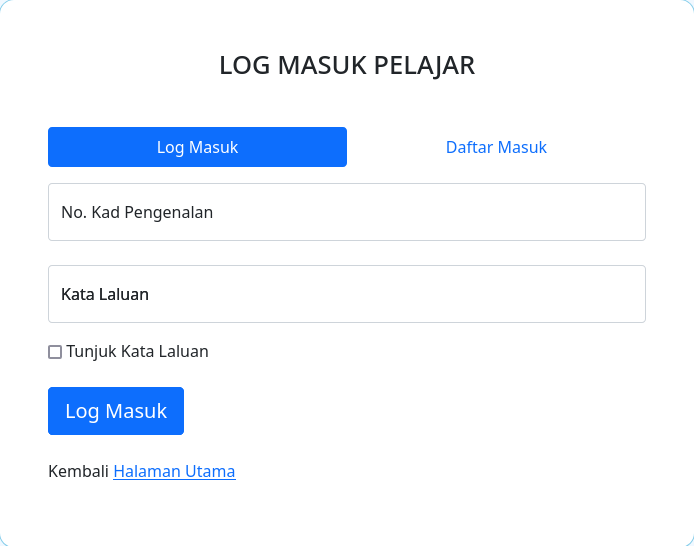 LOG MASUK PELAJAR
Log Masuk
Daftar Masuk
No. Kad Pengenalan
Kata Laluan
Tunjuk Kata Laluan
Log Masuk
Kembali Halaman Utama